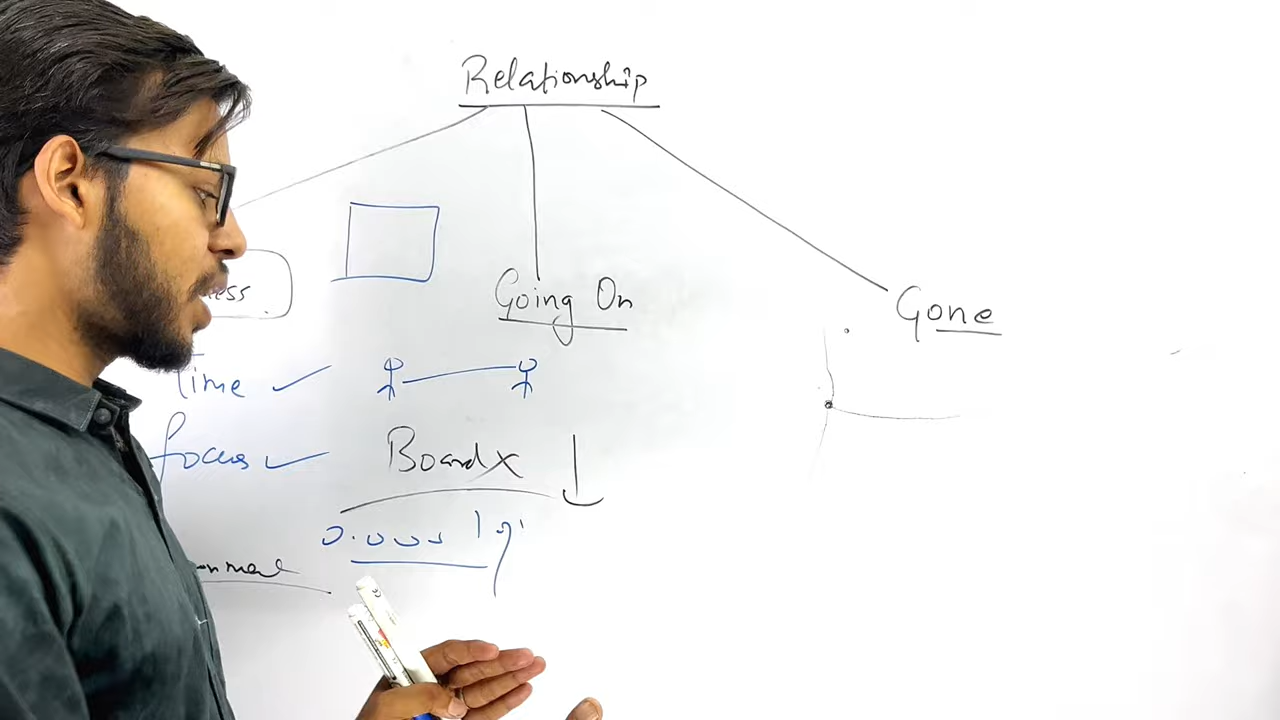 Relationship
Going On
Gone
Time ✓
focus ✓
Board x